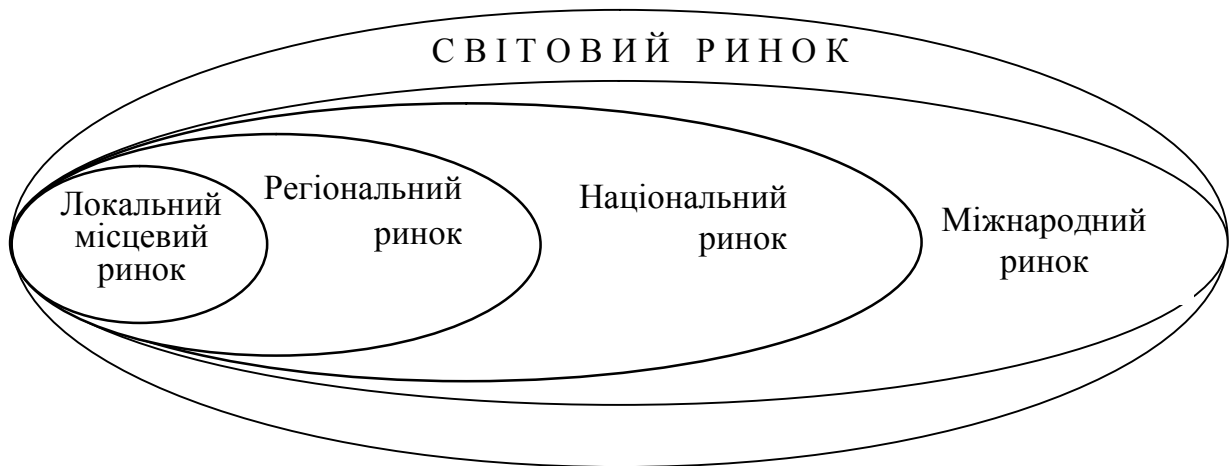 СВІТОВИЙ РИНОК
Локальний
місцевий
ринок
Регіональний
ринок
Національний
ринок
Міжнародний
ринок